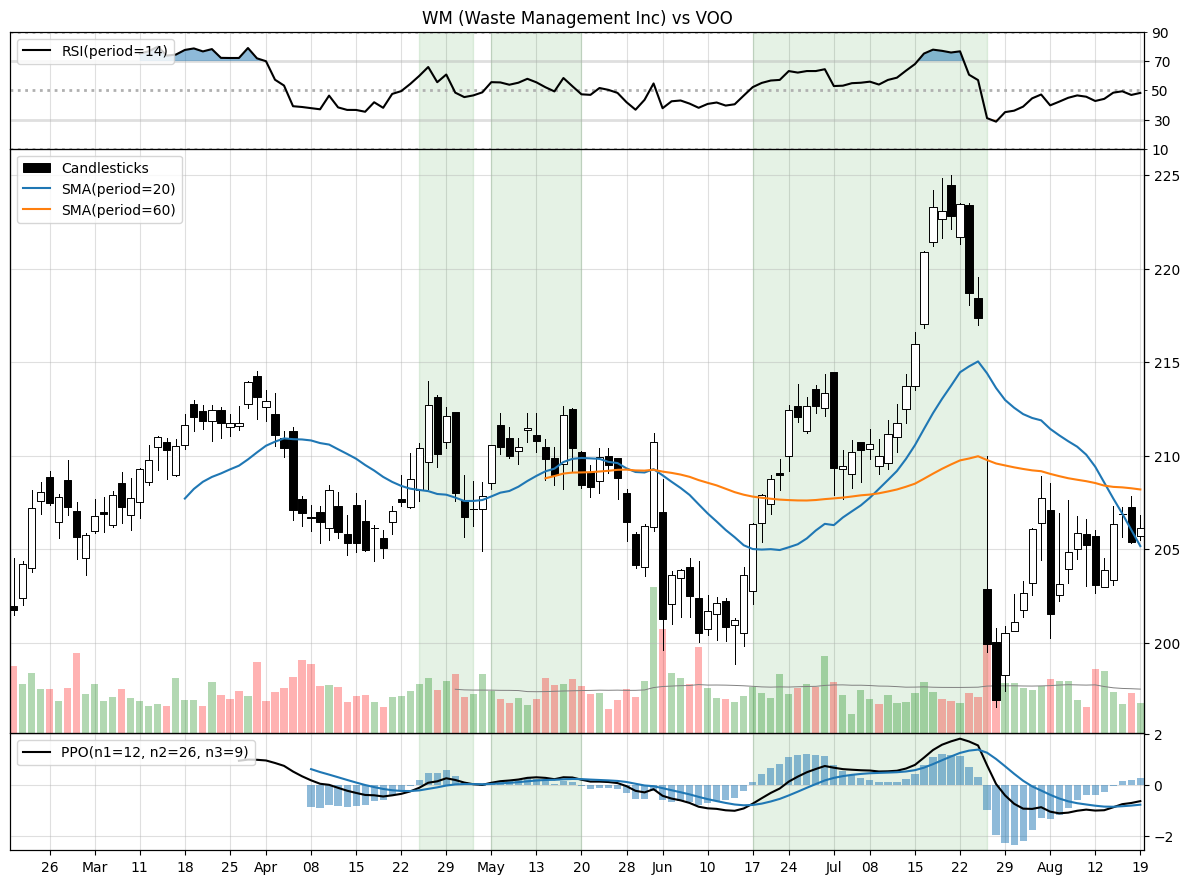 WM (Waste Management Inc) vs VOO
RSI(period=14)
90
70
50
30
10
Candlesticks
SMA(period=20)
SMA(period=60)
225
220
215
210
205
200
PPO(n1=12, n2=26, n3=9)
2
0
−2
26 Mar 11 18 25 Apr 08 15 22 29 May 13 20 28 Jun 10 17 24 Jul 08 15 22 29 Aug 12 19